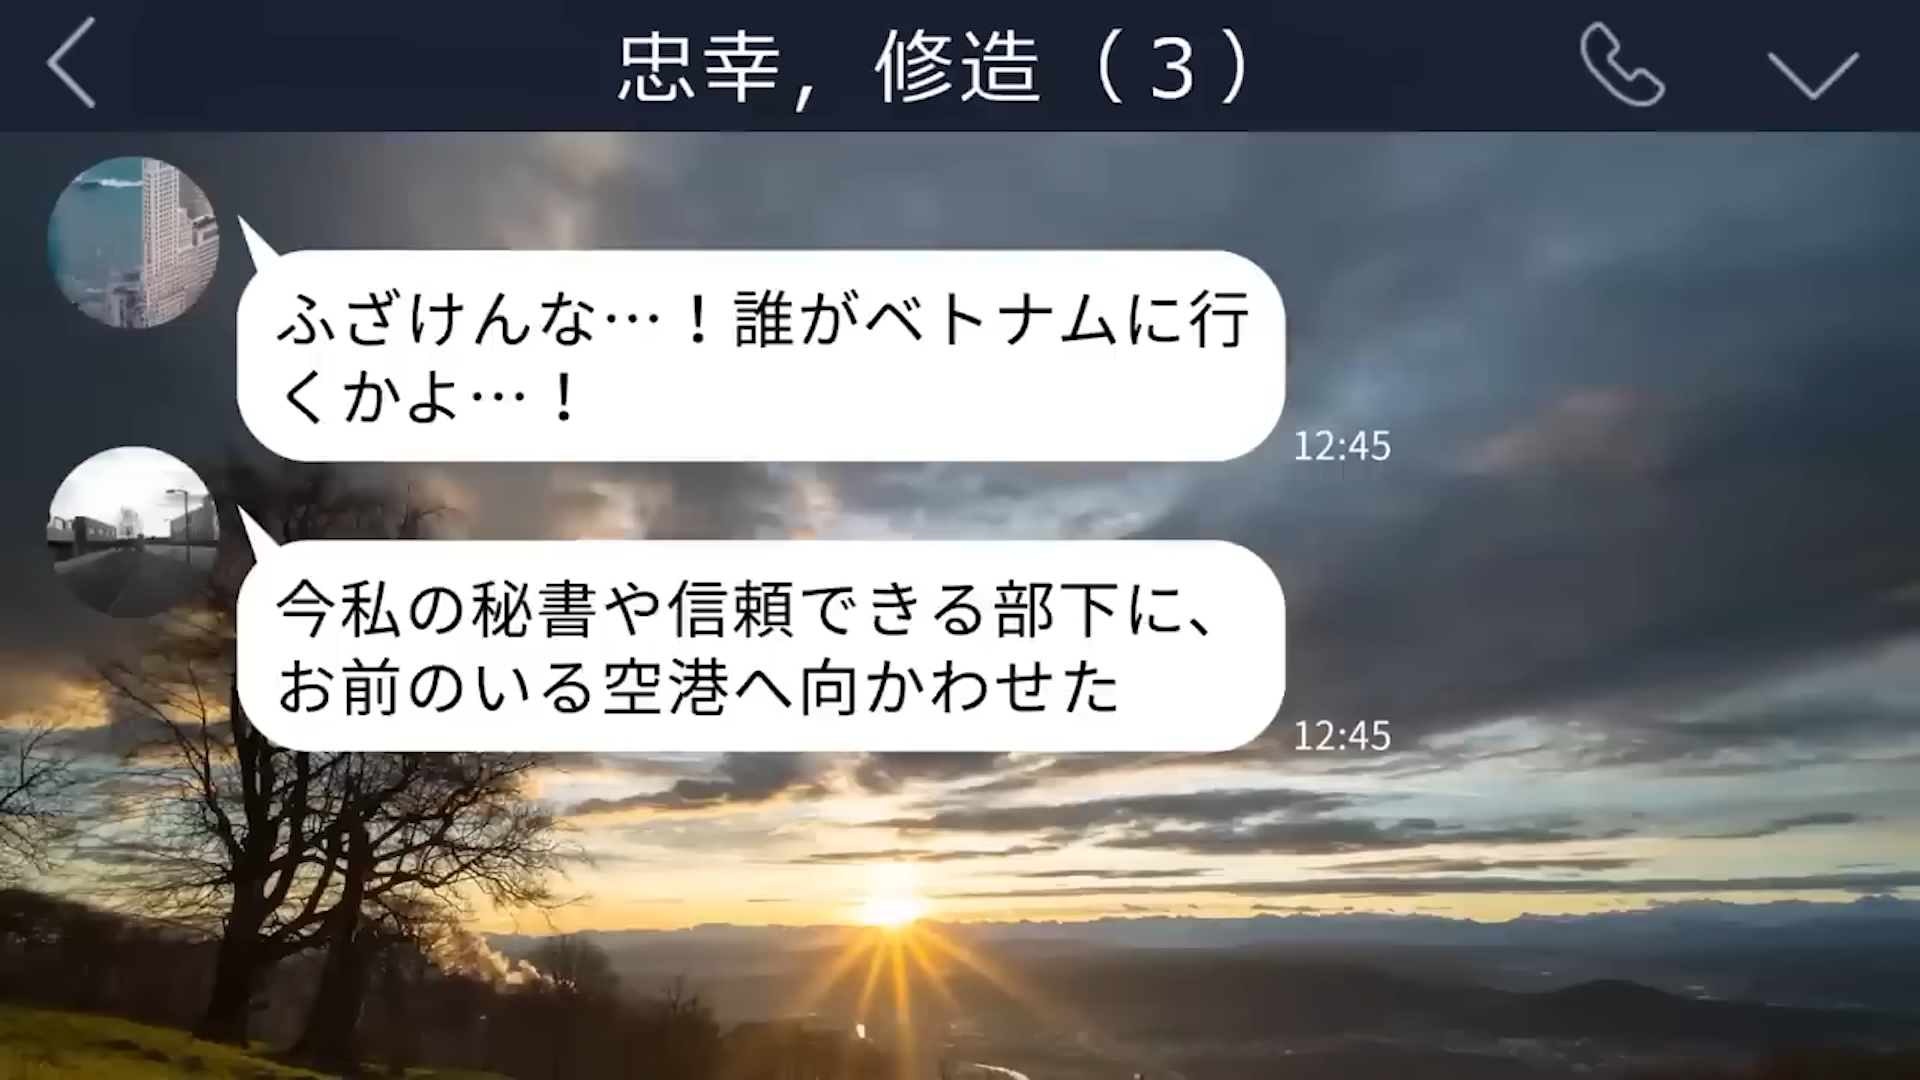 忠幸，修造（３）
ふざけんな…！誰がベトナムに行
くかよ…！
12:45
今私の秘書や信頼できる部下に、
お前のいる空港へ向かわせた
12:45